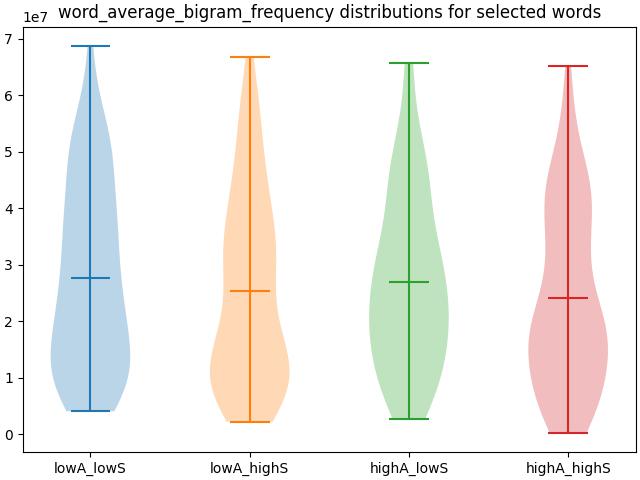 word_average_bigram_frequency distributions for selected words
1e7
7
6
5
4
3
2
1
0
lowA_lowS lowA_highS highA_lowS highA_highS